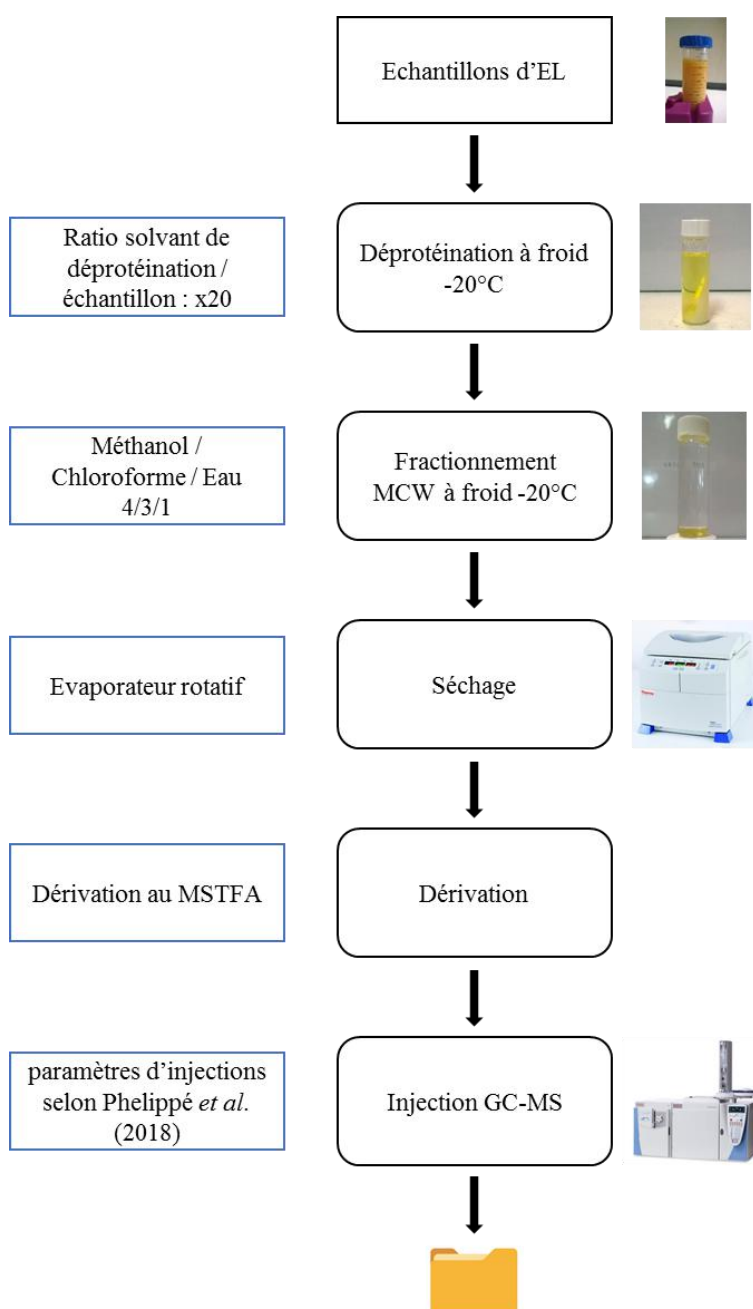 Echantillons d'EL
Ratio solvant de
déprotéination /
échantillon : x20
Déprotéination à froid
-20°C
Méthanol /
Chloroforme / Eau
4/3/1
Fractionnement
MCW à froid -20°C
Evaporateur rotatif
Séchage
Dérivation au MSTFA
Dérivation
paramètres d'injections
selon Phelippé et al.
(2018)
Injection GC-MS